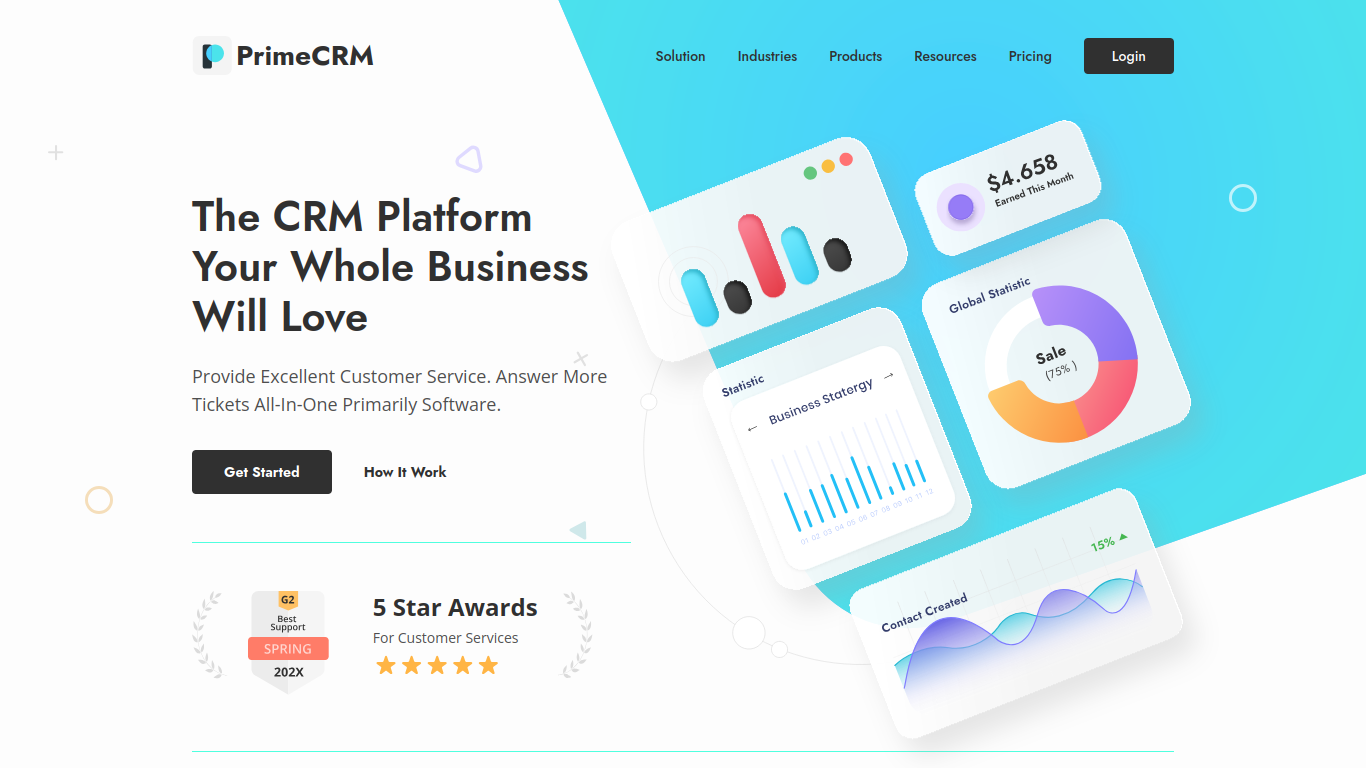 PrimeCRM
Solution
Industries
Products
Resources
Pricing
Login
The CRM Platform
Your Whole Business
Will Love
Provide Excellent Customer Service. Answer More
Tickets All-In-One Primarily Software.
Get Started
How It Work
G2
Best
Support
SPRING
202X
5 Star Awards
For Customer Services
$4.658
Earned This Month
Global Statistic
Sale
(75% )
Statistic
← Business Statergy →
01 02 03 04 05 06 07 08 09 10 11 12
15%
Contact Created